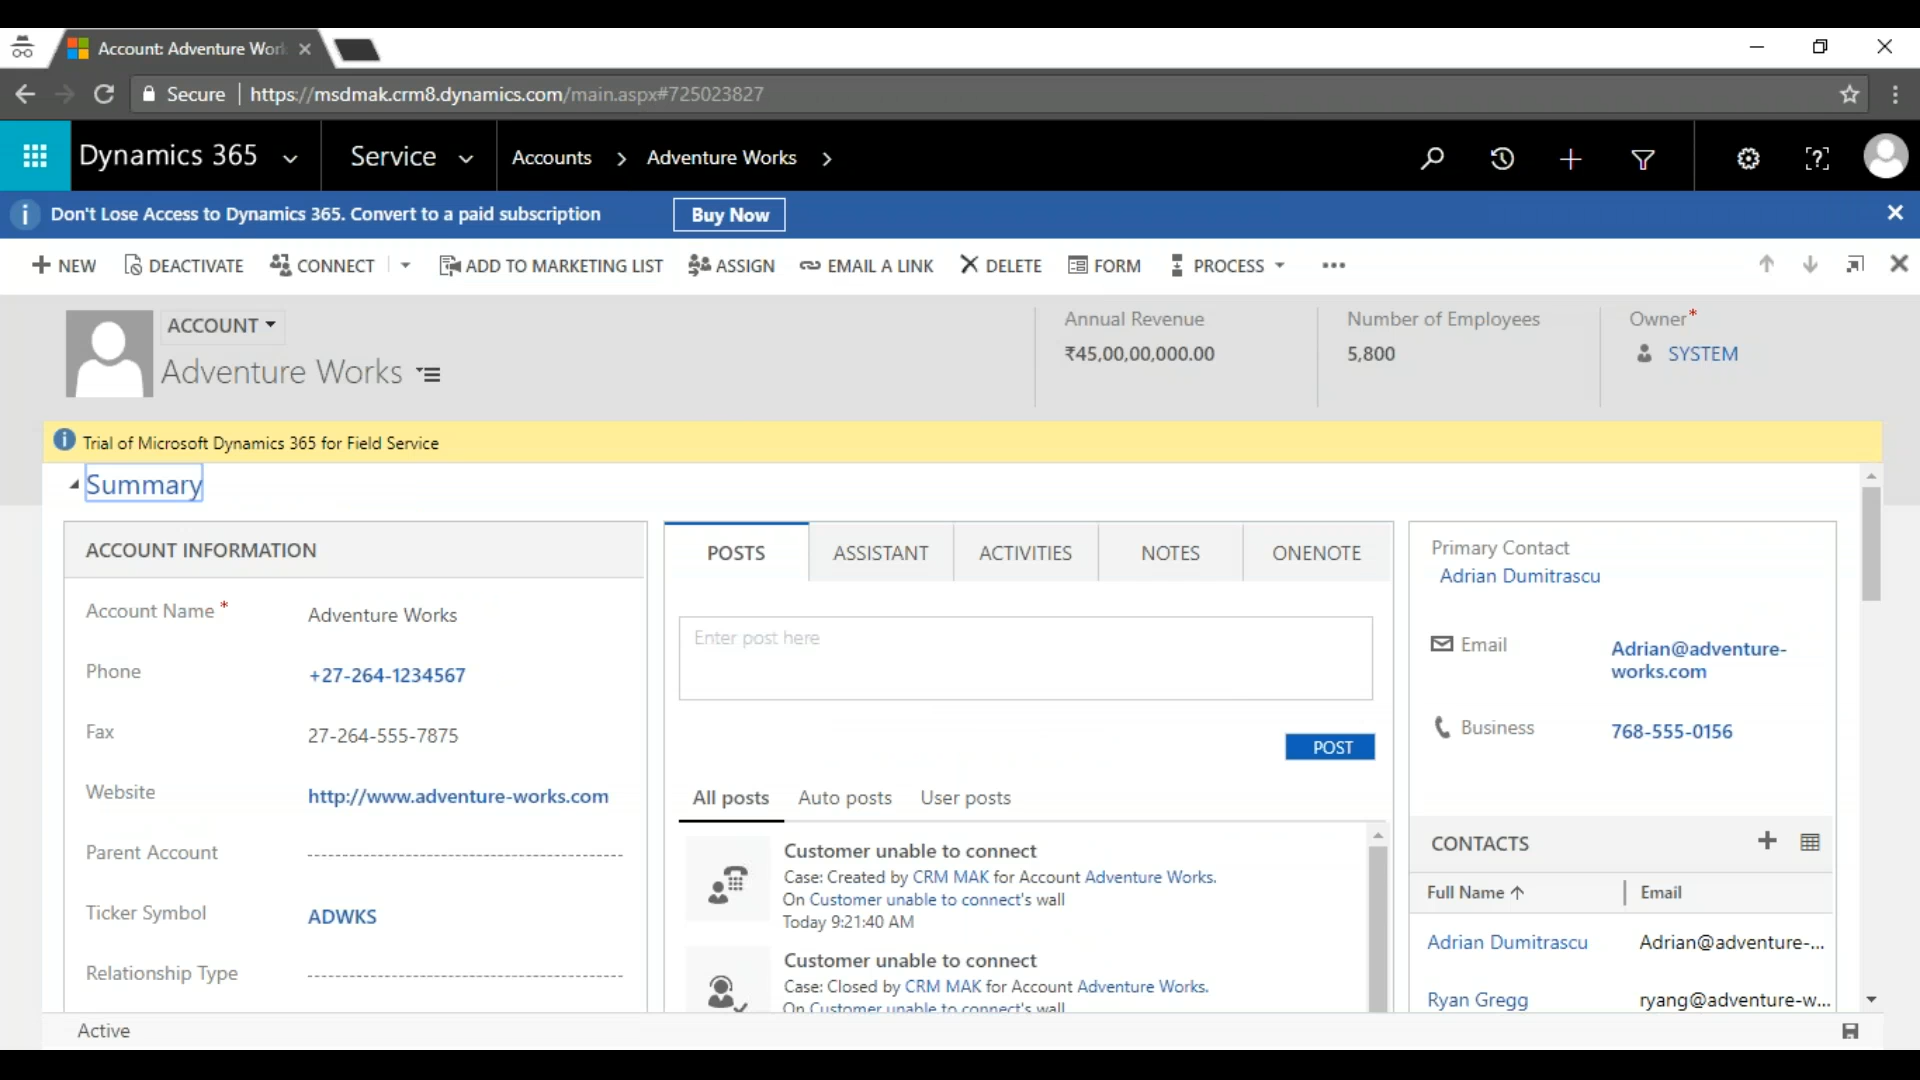 Account: Adventure Wor
Secure https://msdmak.crm8.dynamics.com/main.aspx#725023827
Dynamics 365 Service Accounts > Adventure Works >
Don't Lose Access to Dynamics 365. Convert to a paid subscription Buy Now
NEW DEACTIVATE CONNECT ADD TO MARKETING LIST ASSIGN EMAIL A LINK DELETE FORM PROCESS ...
ACCOUNT
Adventure Works
Annual Revenue
₹45,00,00,000.00
Number of Employees
5,800
Owner*
SYSTEM
Trial of Microsoft Dynamics 365 for Field Service
Summary
ACCOUNT INFORMATION
Account Name * Adventure Works
Phone +27-264-1234567
Fax 27-264-555-7875
Website http://www.adventure-works.com
Parent Account
Ticker Symbol ADWKS
Relationship Type
POSTS ASSISTANT ACTIVITIES NOTES ONENOTE
Enter post here
POST
All posts Auto posts User posts
Customer unable to connect
Case: Created by CRM MAK for Account Adventure Works.
On Customer unable to connect's wall
Today 9:21:40 AM
Customer unable to connect
Case: Closed by CRM MAK for Account Adventure Works.
On Customer unable to connect's wall
Primary Contact
Adrian Dumitrascu
Email Adrian@adventure-
works.com
Business 768-555-0156
CONTACTS
Full Name ↑ Email
Adrian Dumitrascu Adrian@adventure-...
Ryan Gregg ryang@adventure-w...
Active